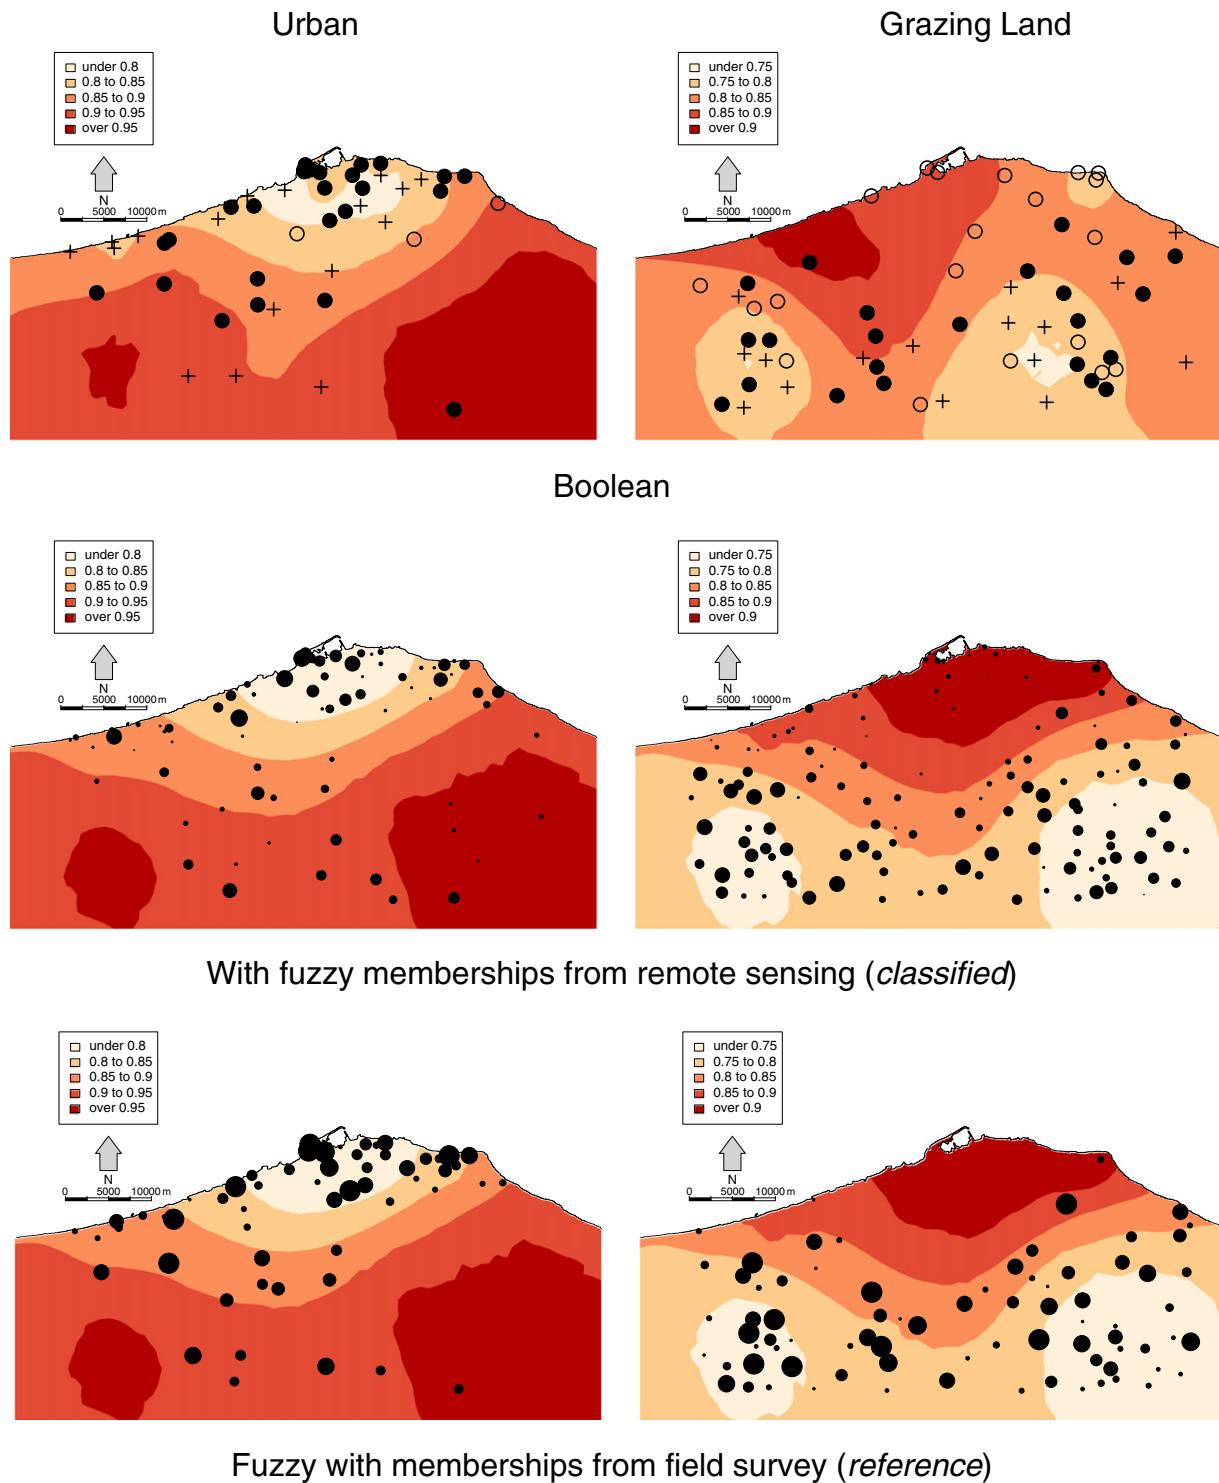 Urban
Grazing Land
under 0.8
0.8 to 0.85
0.85 to 0.9
0.9 to 0.95
over 0.95
N
0 5000 10000 m
under 0.75
0.75 to 0.8
0.8 to 0.85
0.85 to 0.9
over 0.9
N
0 5000 10000 m
Boolean
under 0.8
0.8 to 0.85
0.85 to 0.9
0.9 to 0.95
over 0.95
N
0 5000 10000 m
under 0.75
0.75 to 0.8
0.8 to 0.85
0.85 to 0.9
over 0.9
N
0 5000 10000 m
With fuzzy memberships from remote sensing (classified)
under 0.8
0.8 to 0.85
0.85 to 0.9
0.9 to 0.95
over 0.95
N
0 5000 10000 m
under 0.75
0.75 to 0.8
0.8 to 0.85
0.85 to 0.9
over 0.9
N
0 5000 10000 m
Fuzzy with memberships from field survey (reference)